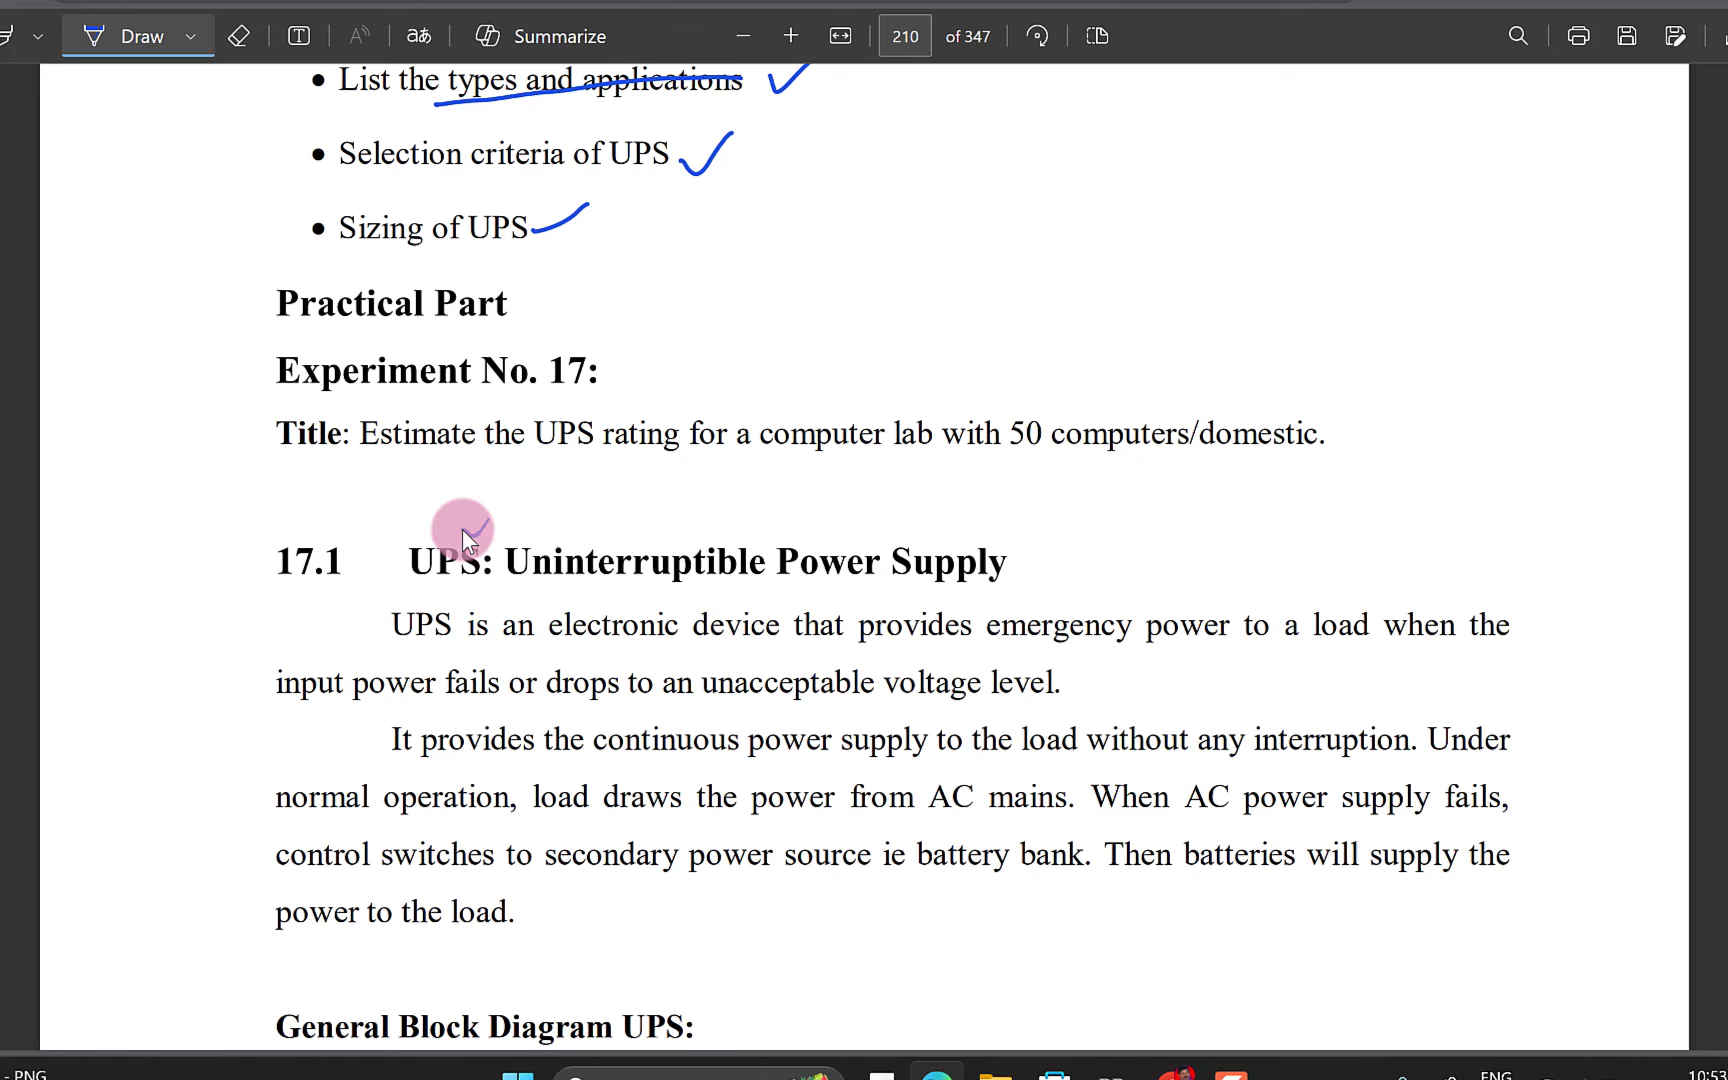 Draw
aあ
Summarize
210 of 347
• List the types and applications
• Selection criteria of UPS
• Sizing of UPS
Practical Part
Experiment No. 17:
Title: Estimate the UPS rating for a computer lab with 50 computers/domestic.
17.1 UPS: Uninterruptible Power Supply
UPS is an electronic device that provides emergency power to a load when the
input power fails or drops to an unacceptable voltage level.
It provides the continuous power supply to the load without any interruption. Under
normal operation, load draws the power from AC mains. When AC power supply fails,
control switches to secondary power source ie battery bank. Then batteries will supply the
power to the load.
General Block Diagram UPS:
- PNG
ENG
10:53